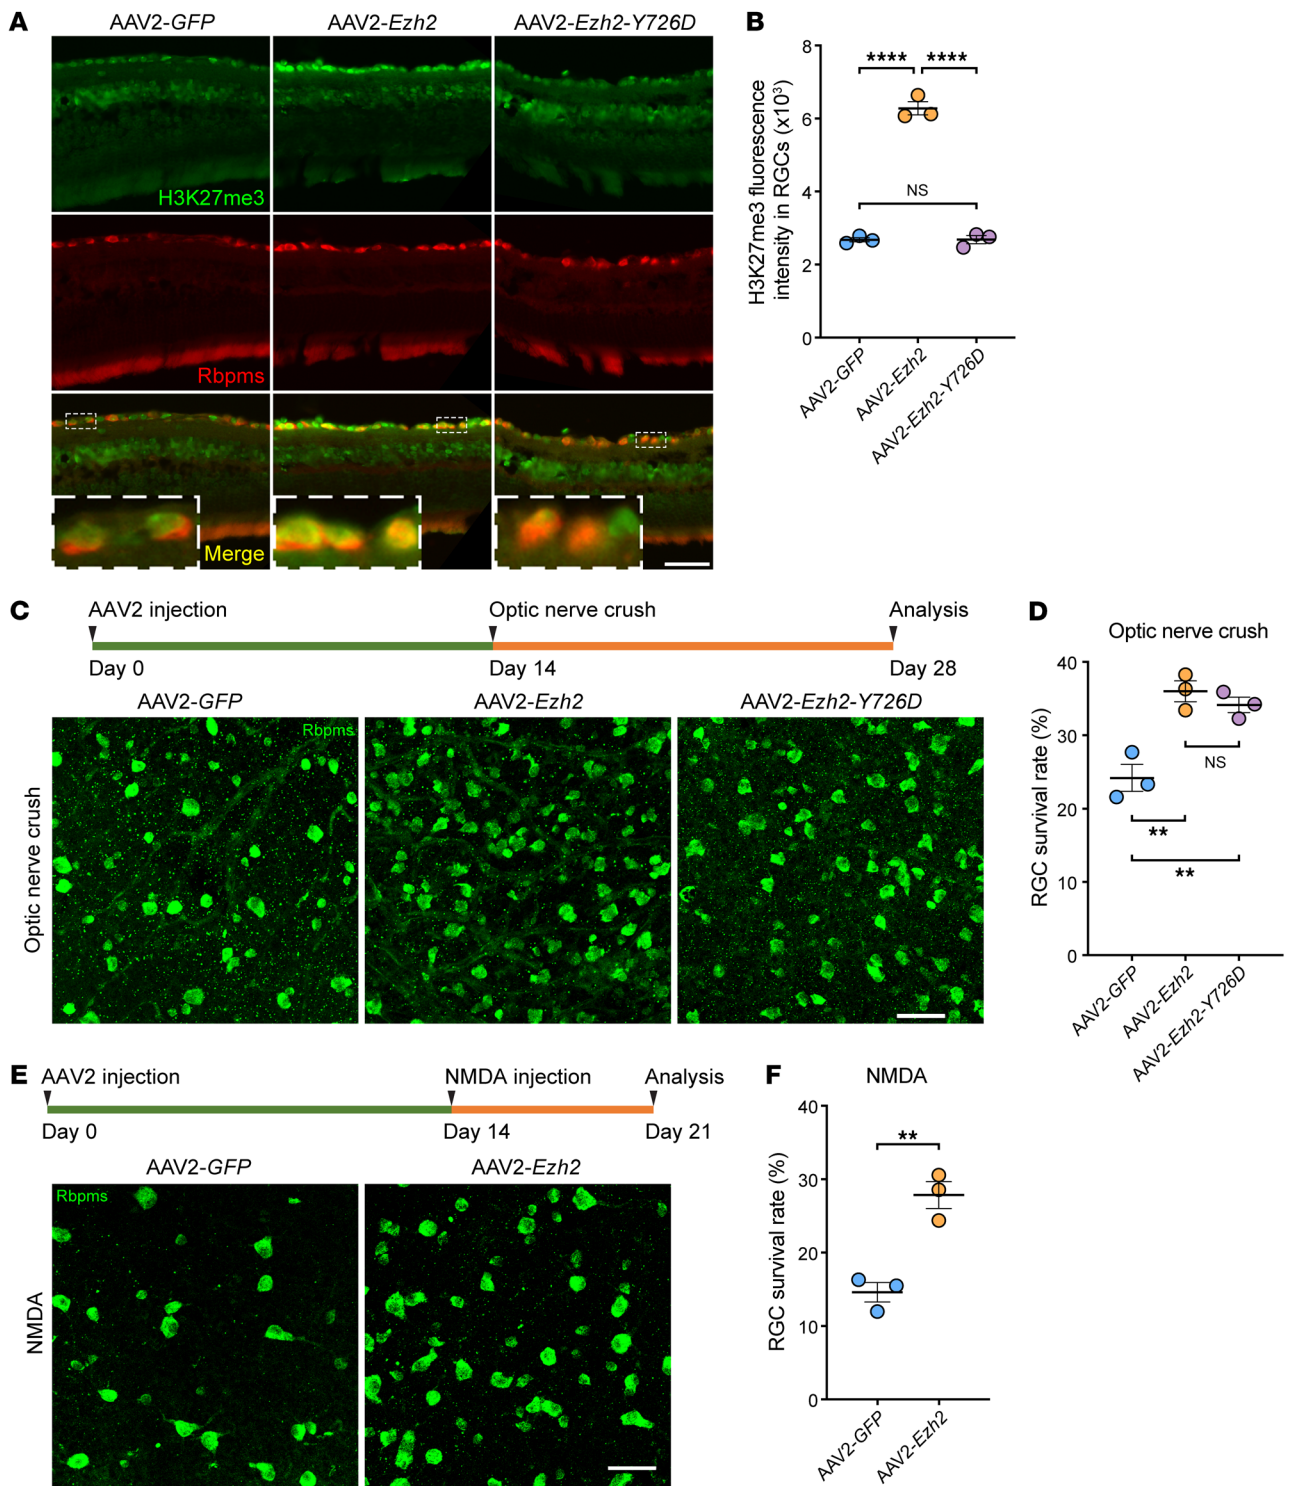 A
AAV2-GFP
AAV2-Ezh2
AAV2-Ezh2-Y726D
H3K27me3
Rbpms
Merge
B
H3K27me3 fluorescence
intensity in RGCs (x10³)
8
6
4
2
0
****
****
NS
AAV2-GFP
AAV2-Ezh2
AAV2-Ezh2-Y726D
C
AAV2 injection
Optic nerve crush
Analysis
Day 0
Day 14
Day 28
AAV2-GFP
AAV2-Ezh2
AAV2-Ezh2-Y726D
Optic nerve crush
Rbpms
D
Optic nerve crush
RGC survival rate (%)
40
30
20
10
0
NS
**
**
AAV2-GFP
AAV2-Ezh2
AAV2-Ezh2-Y726D
E
AAV2 injection
NMDA injection
Analysis
Day 0
Day 14
Day 21
AAV2-GFP
AAV2-Ezh2
NMDA
Rbpms
F
NMDA
RGC survival rate (%)
40
30
20
10
0
**
AAV2-GFP
AAV2-Ezh2